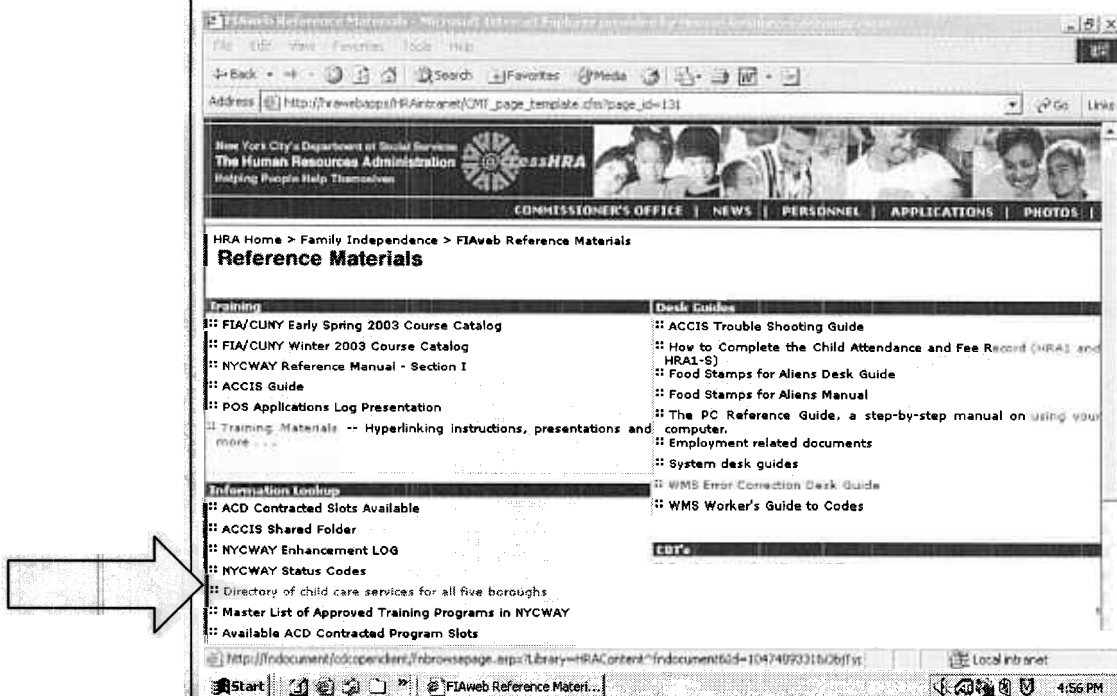 FIAweb Reference Materials - Microsoft Internet Explorer provided by Human Resources Administration
File Edit View Favorites Tools Help
Back Search Favorites Media
Address http://hrawebapps/HRAintranet/CMT_page_template.cfm?page_id=131 Go Links
New York City's Department of Social Services
The Human Resources Administration
Helping People Help Themselves
@ccessHRA
COMMISSIONER'S OFFICE | NEWS | PERSONNEL | APPLICATIONS | PHOTOS |
HRA Home > Family Independence > FIAweb Reference Materials
Reference Materials
Training
FIA/CUNY Early Spring 2003 Course Catalog
FIA/CUNY Winter 2003 Course Catalog
NYCWAY Reference Manual - Section I
ACCIS Guide
POS Applications Log Presentation
Training Materials -- Hyperlinking instructions, presentations and
more . . .
Information Lookup
ACD Contracted Slots Available
ACCIS Shared Folder
NYCWAY Enhancement LOG
NYCWAY Status Codes
Directory of child care services for all five boroughs
Master List of Approved Training Programs in NYCWAY
Available ACD Contracted Program Slots
Desk Guides
ACCIS Trouble Shooting Guide
How to Complete the Child Attendance and Fee Record (HRA1 and
HRA1-S)
Food Stamps for Aliens Desk Guide
Food Stamps for Aliens Manual
The PC Reference Guide, a step-by-step manual on using your
computer.
Employment related documents
System desk guides
WMS Error Correction Desk Guide
WMS Worker's Guide to Codes
CBT's
Local intranet
Start FIAweb Reference Materi... 4:56 PM